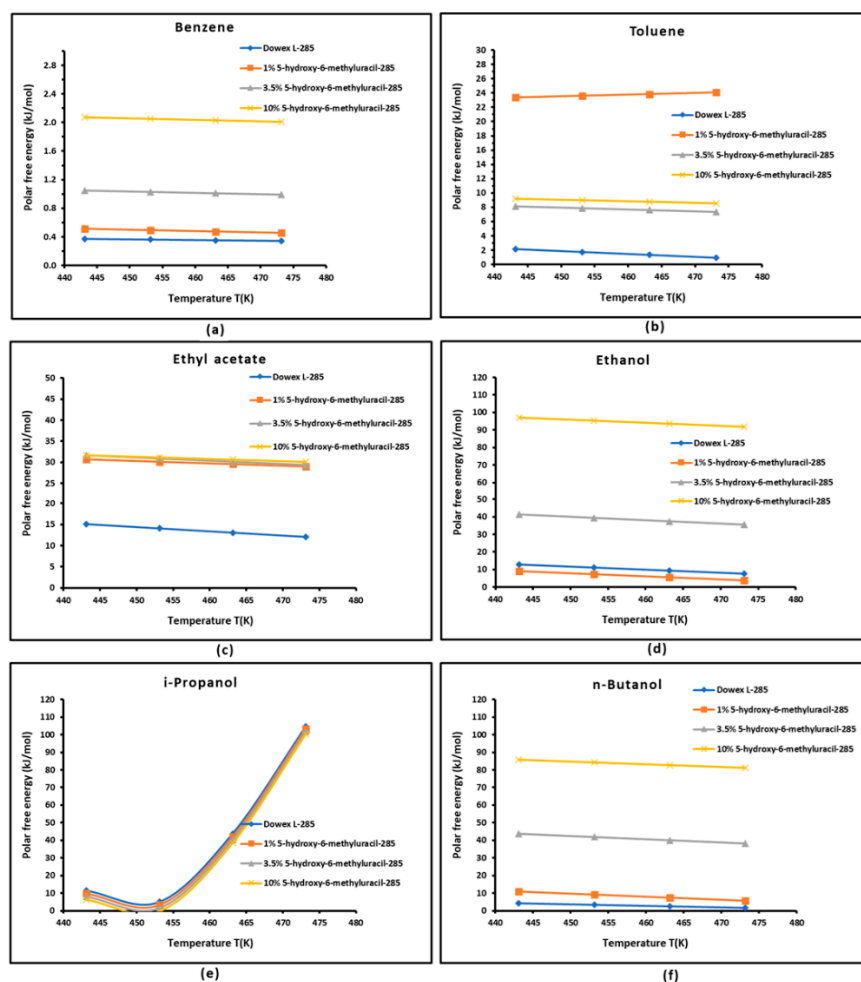 Benzene
Dowex L-285
1% 5-hydroxy-6-methyluracil-285
3.5% 5-hydroxy-6-methyluracil-285
10% 5-hydroxy-6-methyluracil-285
Polar free energy (kJ/mol)
2.8
2.4
2.0
1.6
1.2
0.8
0.4
0.0
440 445 450 455 460 465 470 475 480
Temperature T(K)
(a)
Toluene
Dowex L-285
1% 5-hydroxy-6-methyluracil-285
3.5% 5-hydroxy-6-methyluracil-285
10% 5-hydroxy-6-methyluracil-285
Polar free energy (kJ/mol)
30
28
26
24
22
20
18
16
14
12
10
8
6
4
2
0
440 445 450 455 460 465 470 475 480
Temperature T(K)
(b)
Ethyl acetate
Dowex L-285
1% 5-hydroxy-6-methyluracil-285
3.5% 5-hydroxy-6-methyluracil-285
10% 5-hydroxy-6-methyluracil-285
Polar free energy (kJ/mol)
50
45
40
35
30
25
20
15
10
5
0
440 445 450 455 460 465 470 475 480
Temperature T(K)
(c)
Ethanol
Dowex L-285
1% 5-hydroxy-6-methyluracil-285
3.5% 5-hydroxy-6-methyluracil-285
10% 5-hydroxy-6-methyluracil-285
Polar free energy (kJ/mol)
120
110
100
90
80
70
60
50
40
30
20
10
0
440 445 450 455 460 465 470 475 480
Temperature T(K)
(d)
i-Propanol
Dowex L-285
1% 5-hydroxy-6-methyluracil-285
3.5% 5-hydroxy-6-methyluracil-285
10% 5-hydroxy-6-methyluracil-285
Polar free energy (kJ/mol)
120
110
100
90
80
70
60
50
40
30
20
10
0
440 445 450 455 460 465 470 475 480
Temperature T(K)
(e)
n-Butanol
Dowex L-285
1% 5-hydroxy-6-methyluracil-285
3.5% 5-hydroxy-6-methyluracil-285
10% 5-hydroxy-6-methyluracil-285
Polar free energy (kJ/mol)
120
110
100
90
80
70
60
50
40
30
20
10
0
440 445 450 455 460 465 470 475 480
Temperature T(K)
(f)